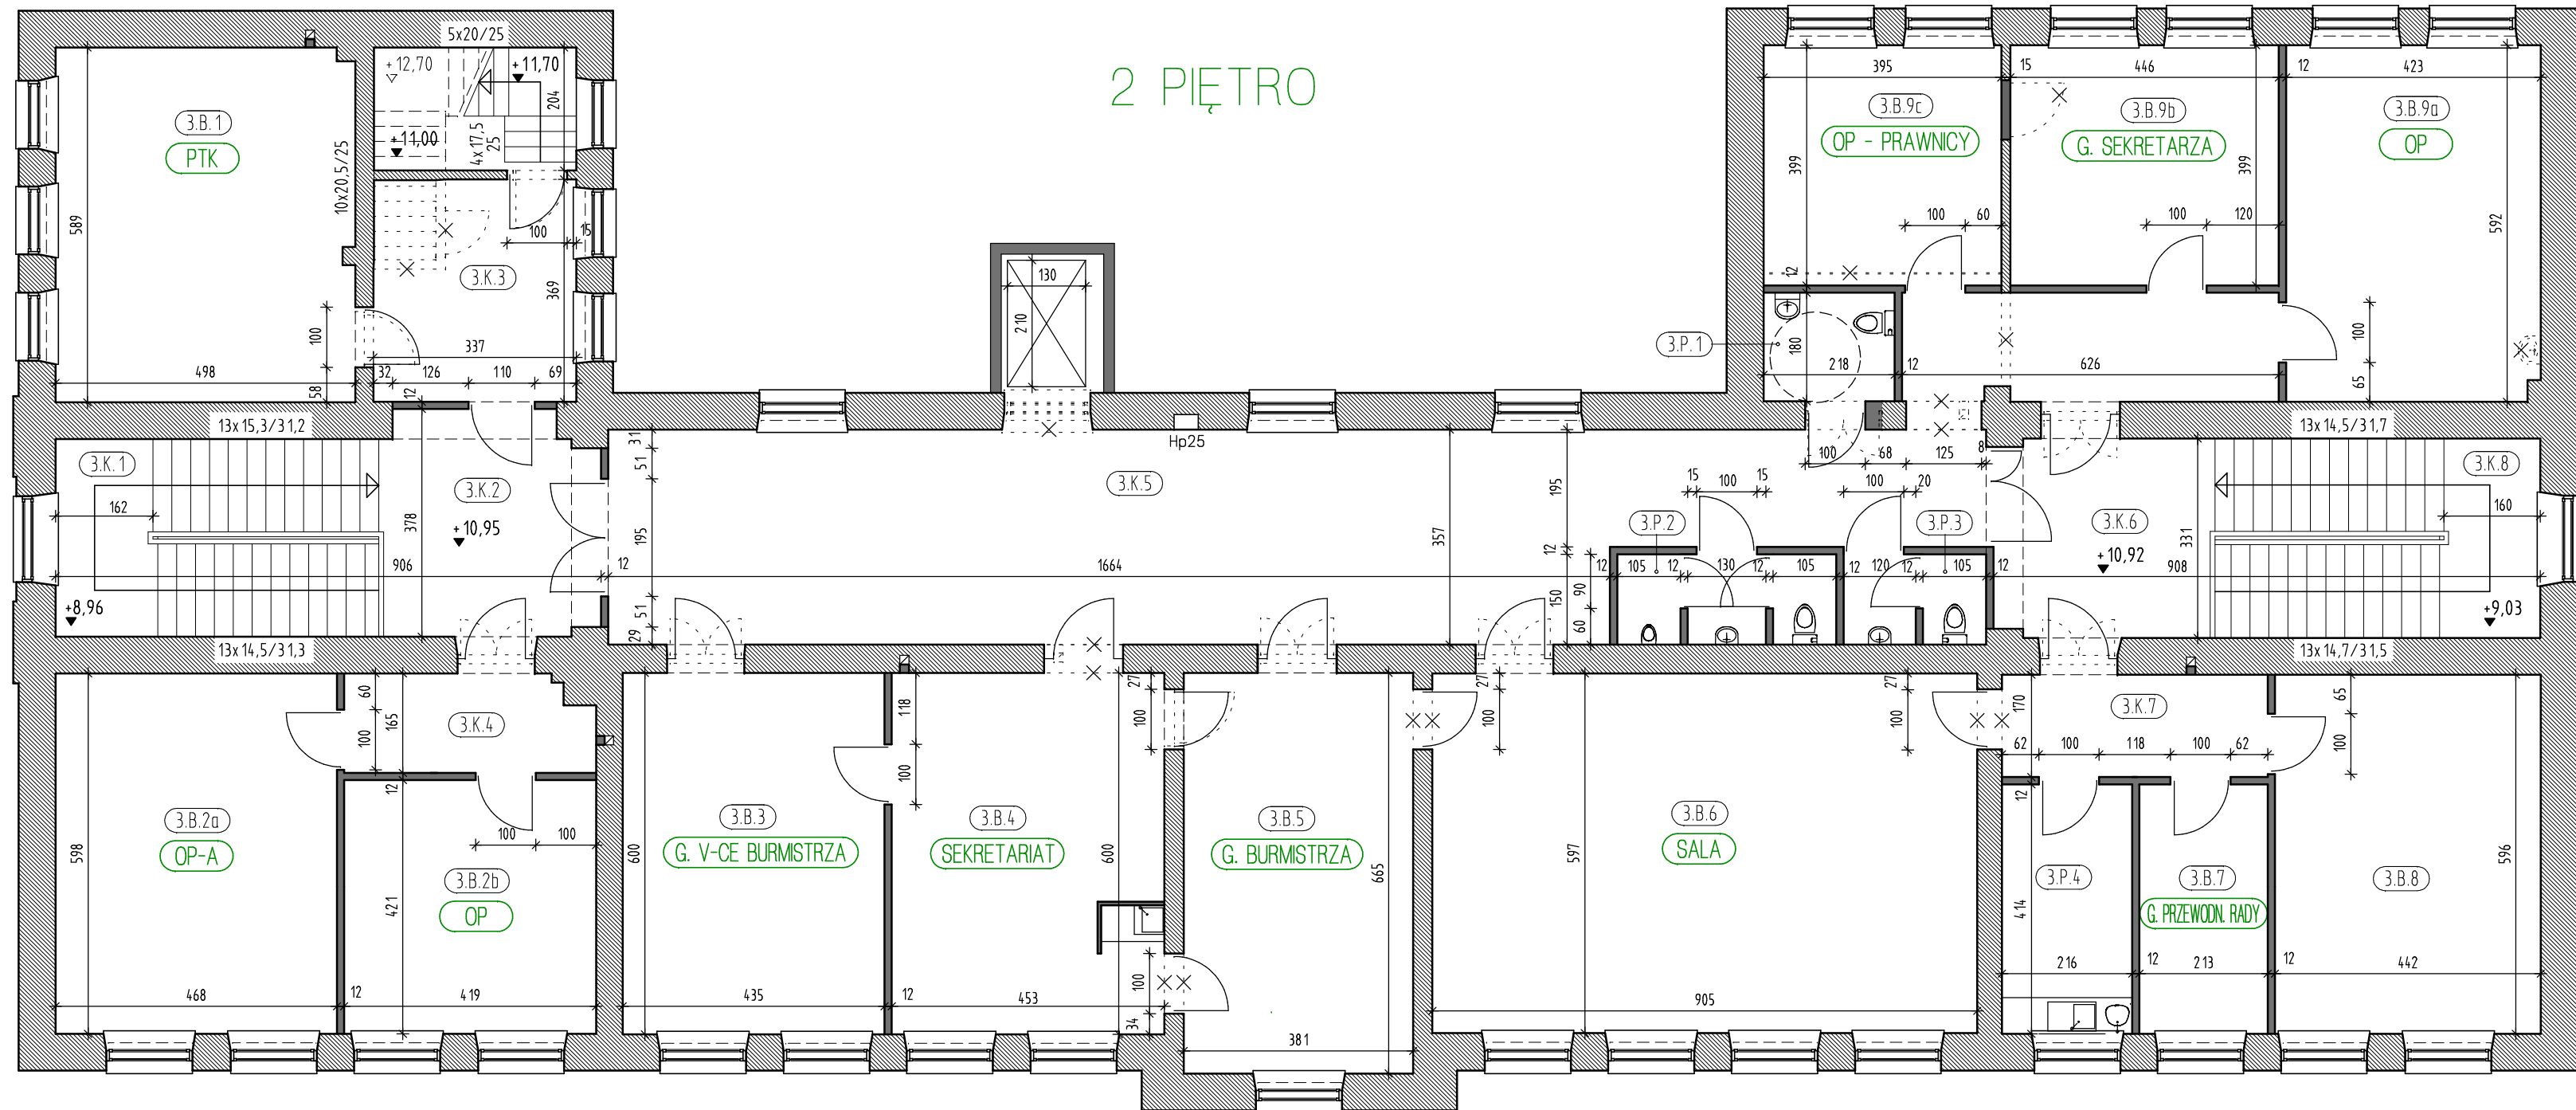 2 PIĘTRO
5x20/25
+12,70
+11,70
204
+11,00
4x17,5
25
10x20,5/25
3.B.1
PTK
589
100
15
3.K.3
369
100
337
498
58
32
126
110
69
12
13x15,3/31,2
3.K.1
162
3.K.2
+10,95
378
906
+8,96
13x14,5/31,3
31
51
195
12
51
29
130
210
Hp25
3.K.5
1664
357
195
12
150
90
60
395
15
446
12
423
3.B.9c
OP - PRAWNICY
3.B.9b
G. SEKRETARZA
3.B.9a
OP
399
399
592
100
60
100
120
12
3.P.1
180
218
12
626
100
65
100
68
125
8
13x14,5/31,7
15
100
15
100
20
3.P.2
3.P.3
12
105
12
130
12
105
12
120
12
105
12
3.K.6
+10,92
331
908
3.K.8
160
+9,03
13x14,7/31,5
60
165
100
3.K.4
12
3.B.2a
OP-A
598
100
100
3.B.2b
OP
421
468
12
419
3.B.3
G. V-CE BURMISTRZA
600
118
100
3.B.4
SEKRETARIAT
600
27
100
435
12
453
100
34
3.B.5
G. BURMISTRZA
665
381
27
100
3.B.6
SALA
597
27
100
905
170
3.K.7
62
100
118
100
62
65
100
12
3.P.4
414
3.B.7
G. PRZEWODN. RADY
3.B.8
596
216
12
213
12
442